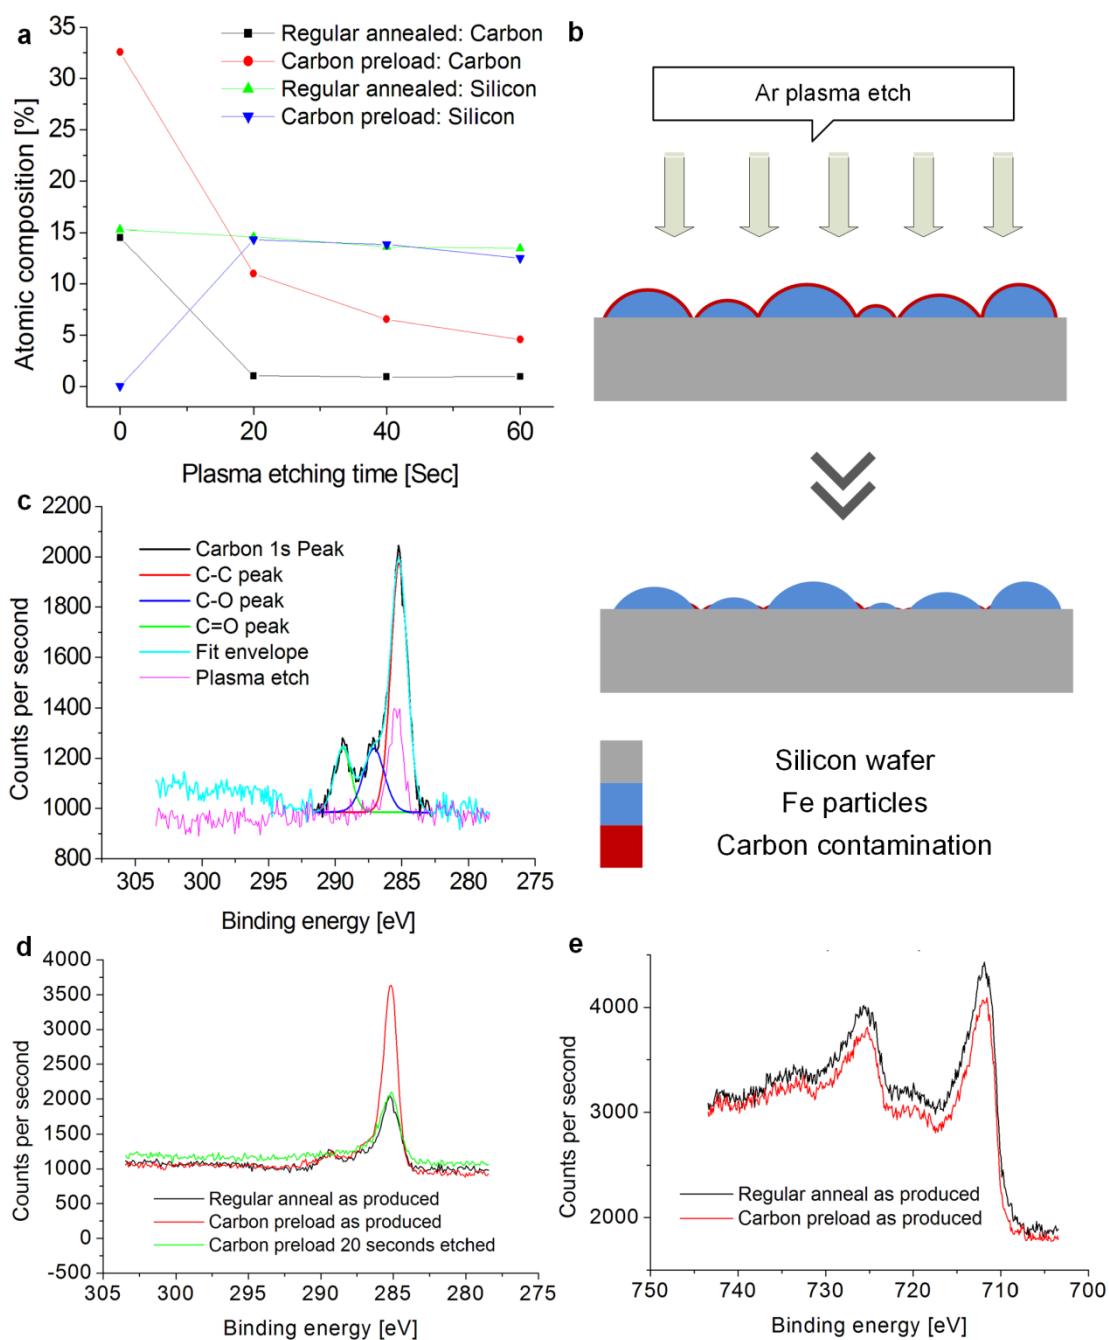 a
Atomic composition [%]
35
30
25
20
15
10
5
0
Regular annealed: Carbon
Carbon preload: Carbon
Regular annealed: Silicon
Carbon preload: Silicon
0 20 40 60
Plasma etching time [Sec]
b
Ar plasma etch
Silicon wafer
Fe particles
Carbon contamination
c
Counts per second
2200
2000
1800
1600
1400
1200
1000
800
Carbon 1s Peak
C-C peak
C-O peak
C=O peak
Fit envelope
Plasma etch
305 300 295 290 285 280 275
Binding energy [eV]
d
Counts per second
4000
3500
3000
2500
2000
1500
1000
500
0
-500
Regular anneal as produced
Carbon preload as produced
Carbon preload 20 seconds etched
305 300 295 290 285 280 275
Binding energy [eV]
e
Counts per second
4000
3000
2000
Regular anneal as produced
Carbon preload as produced
750 740 730 720 710 700
Binding energy [eV]